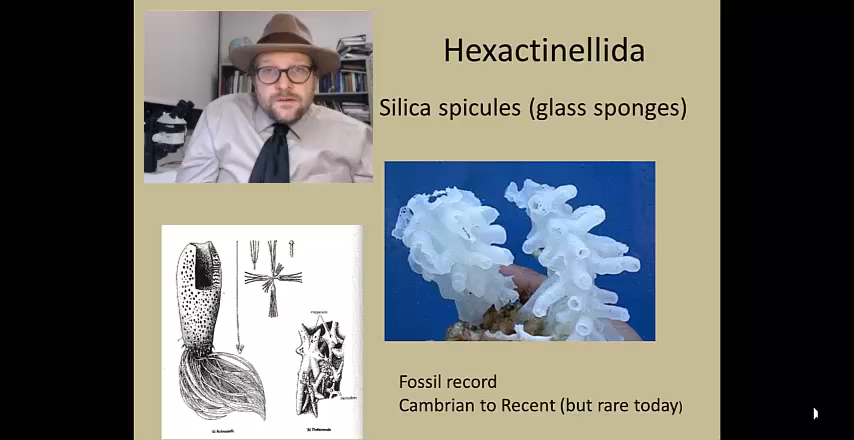 Hexactinellida
Silica spicules (glass sponges)
Fossil record
Cambrian to Recent (but rare today)